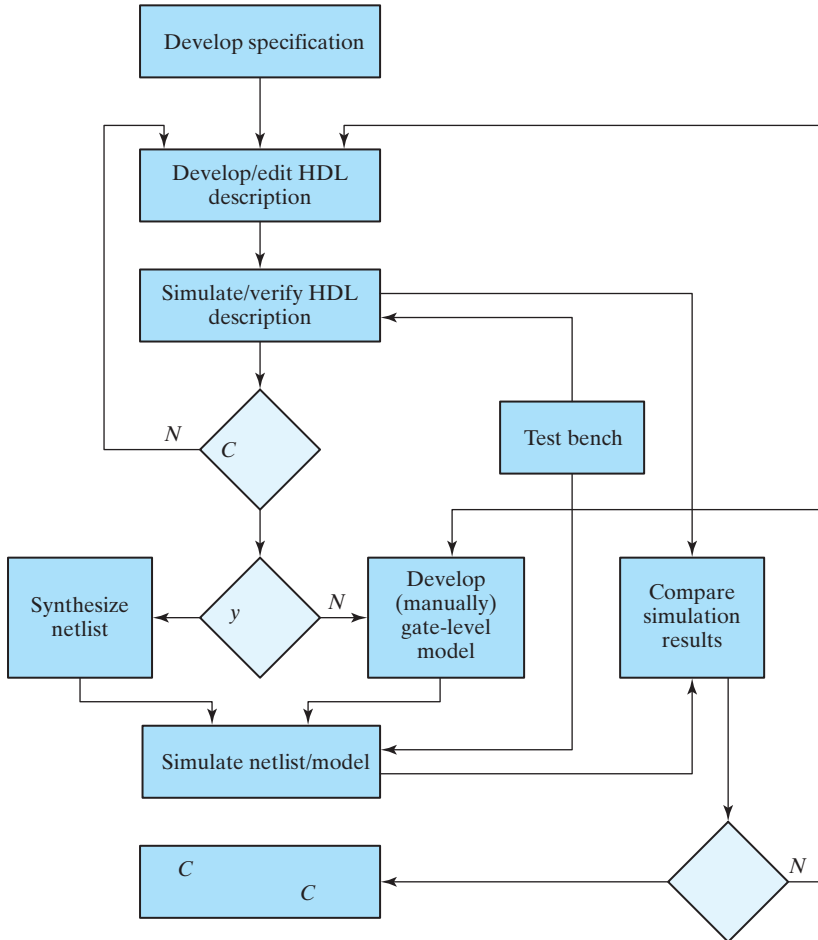 Develop specification
Develop/edit HDL
description
Simulate/verify HDL
description
N
C
Test bench
Synthesize
netlist
y
N
Develop
(manually)
gate-level
model
Compare
simulation
results
Simulate netlist/model
C
C
N